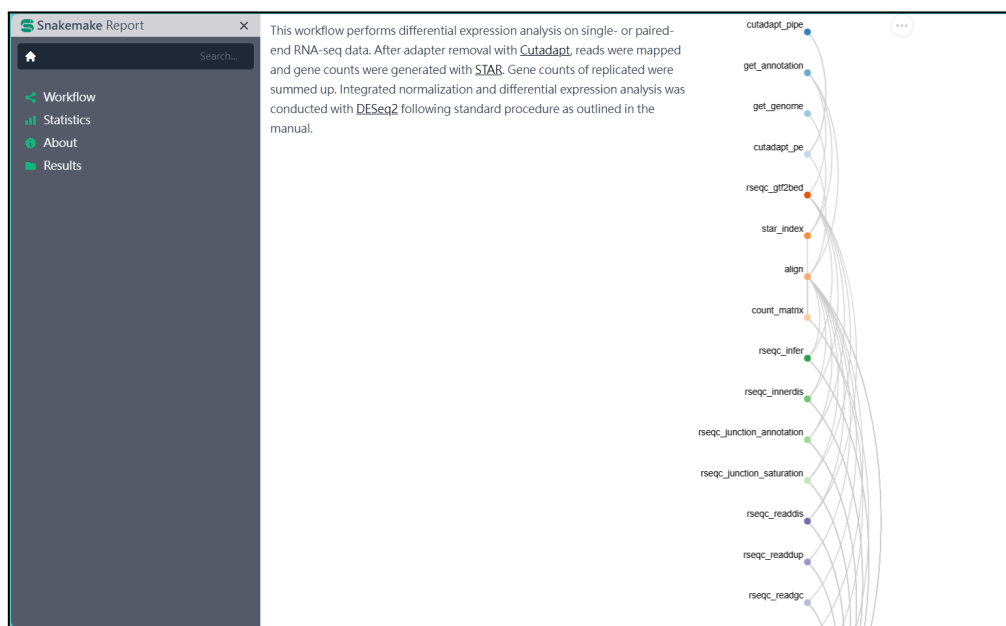 Snakemake Report ×
Search...
Workflow
Statistics
About
Results
This workflow performs differential expression analysis on single- or paired-
end RNA-seq data. After adapter removal with Cutadapt, reads were mapped
and gene counts were generated with STAR. Gene counts of replicated were
summed up. Integrated normalization and differential expression analysis was
conducted with DESeq2 following standard procedure as outlined in the
manual.
cutadapt_pipe
get_annotation
get_genome
cutadapt_pe
rseqc_gtf2bed
star_index
align
count_matrix
rseqc_infer
rseqc_innerdis
rseqc_junction_annotation
rseqc_junction_saturation
rseqc_readdis
rseqc_readdup
rseqc_readgc